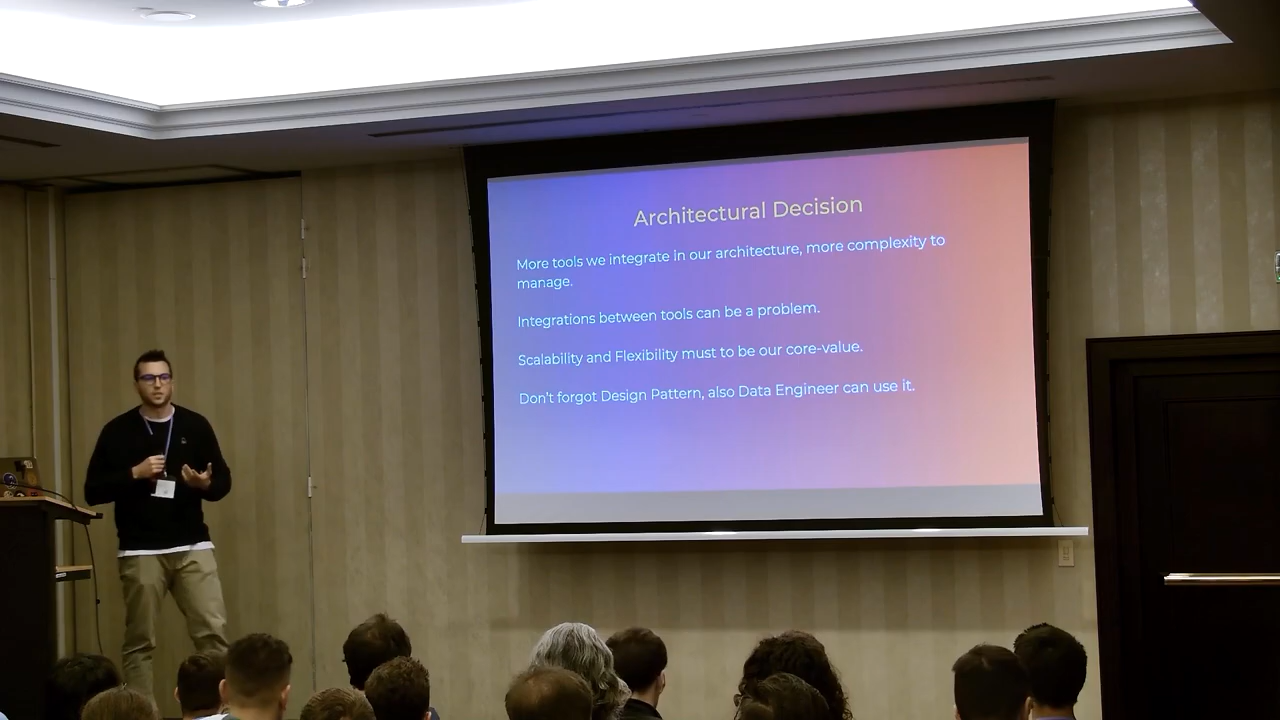 Architectural Decision
More tools we integrate in our architecture, more complexity to
manage.
Integrations between tools can be a problem.
Scalability and Flexibility must to be our core-value.
Don't forgot Design Pattern, also Data Engineer can use it.